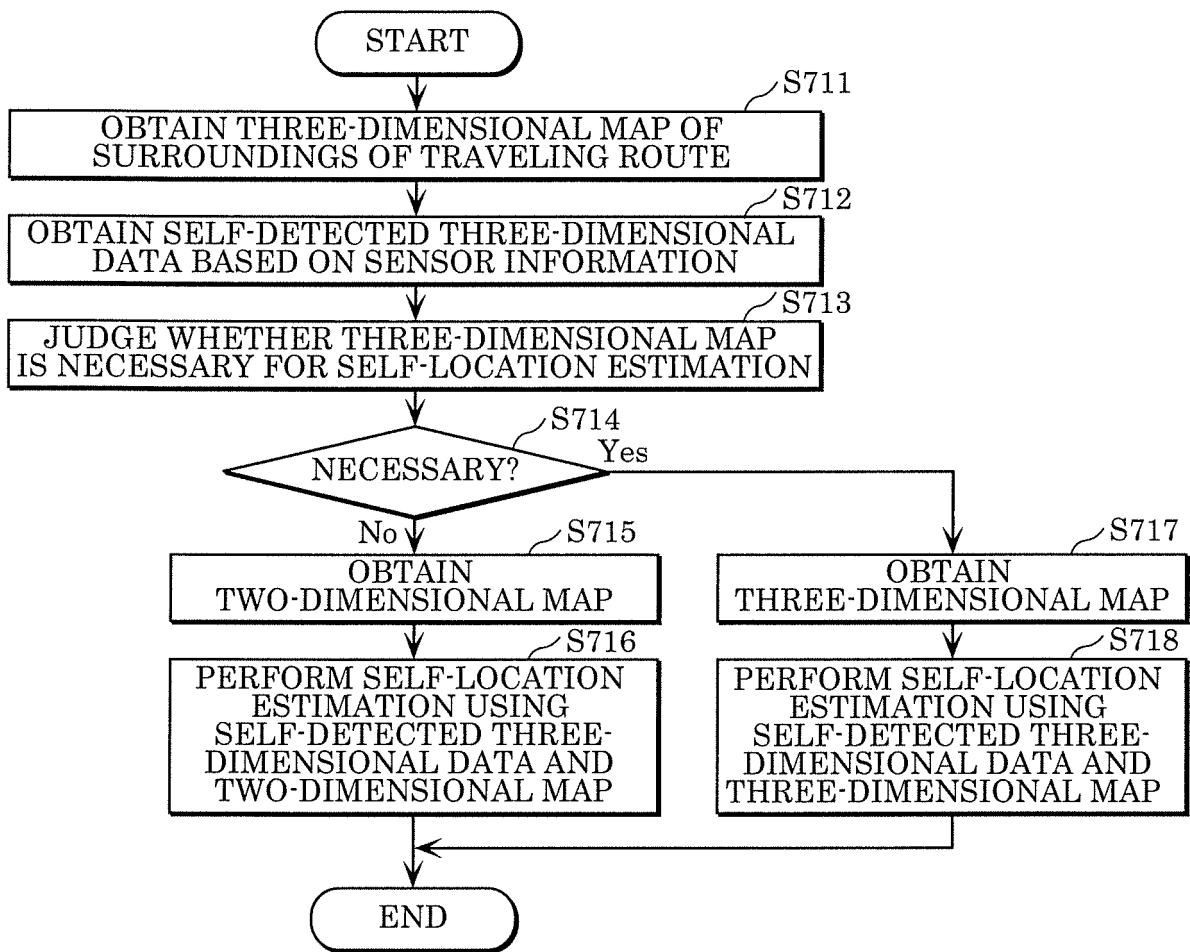 START
S711
OBTAIN THREE-DIMENSIONAL MAP OF
SURROUNDINGS OF TRAVELING ROUTE
S712
OBTAIN SELF-DETECTED THREE-DIMENSIONAL
DATA BASED ON SENSOR INFORMATION
S713
JUDGE WHETHER THREE-DIMENSIONAL MAP
IS NECESSARY FOR SELF-LOCATION ESTIMATION
S714
NECESSARY?
Yes
No
S715
OBTAIN
TWO-DIMENSIONAL MAP
S716
PERFORM SELF-LOCATION
ESTIMATION USING
SELF-DETECTED THREE-
DIMENSIONAL DATA AND
TWO-DIMENSIONAL MAP
S717
OBTAIN
THREE-DIMENSIONAL MAP
S718
PERFORM SELF-LOCATION
ESTIMATION USING
SELF-DETECTED THREE-
DIMENSIONAL DATA AND
THREE-DIMENSIONAL MAP
END